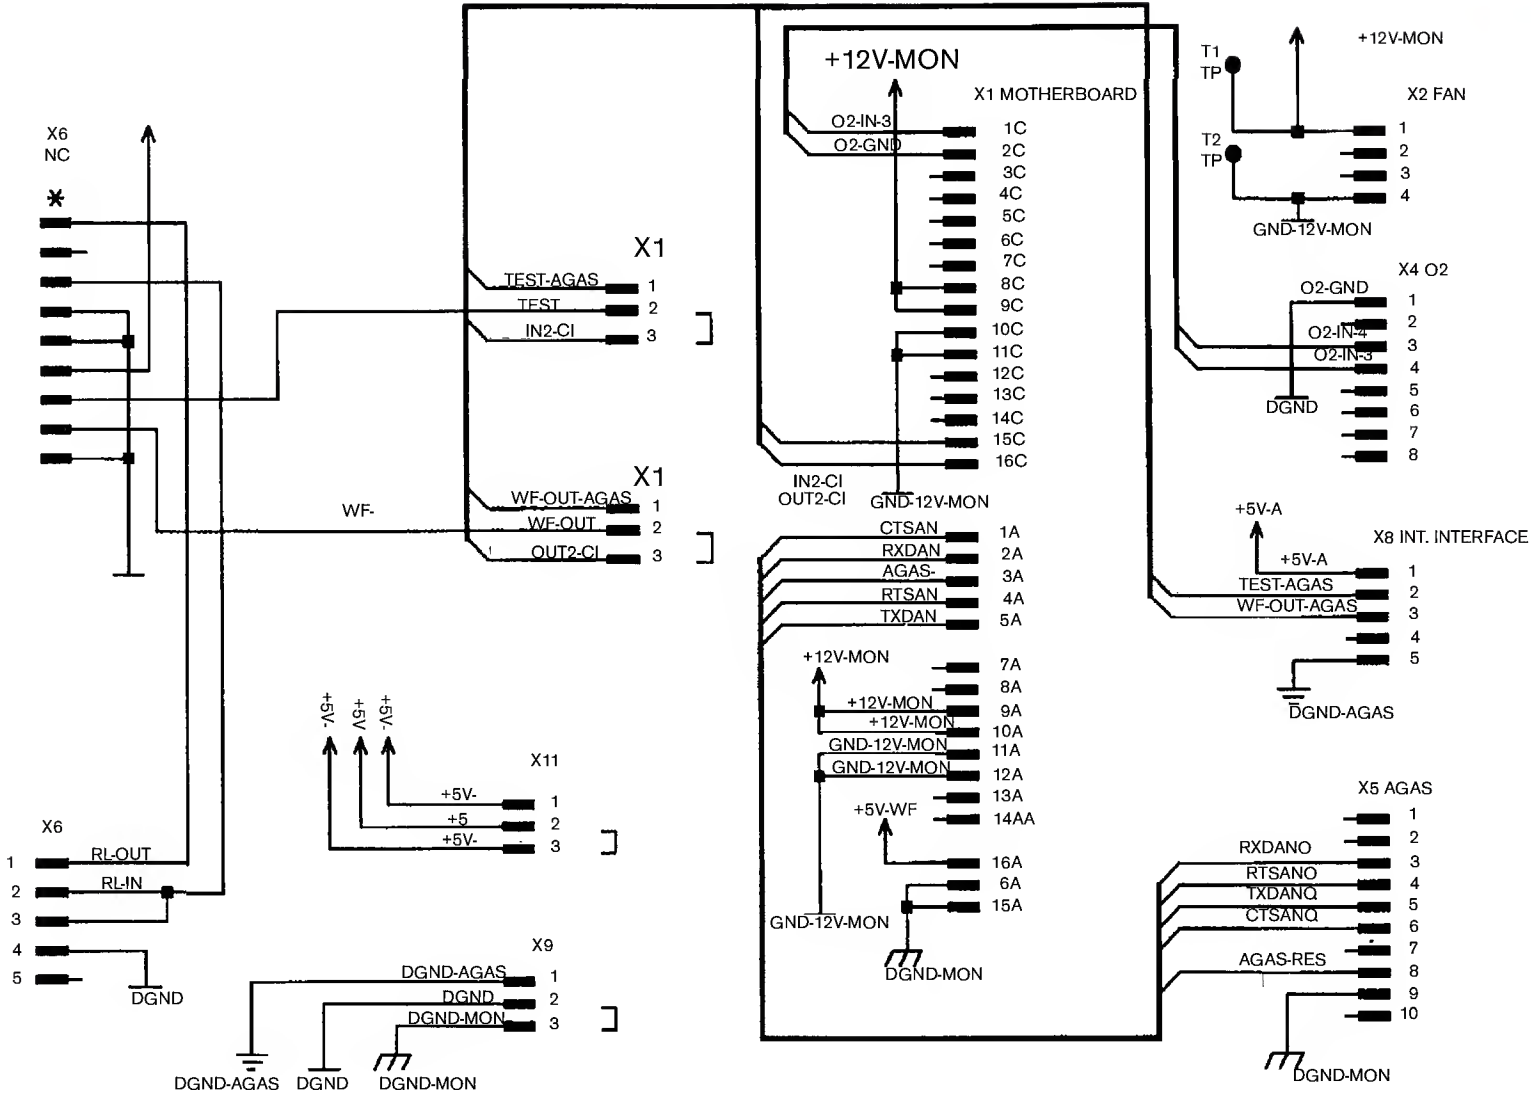 X6
NC
*
X1
TEST-AGAS 1
TEST 2
IN2-CI 3
X1
WF-OUT-AGAS 1
WF-OUT 2
OUT2-CI 3
WF-
+5V-
+5V
+5V-
X11
+5V- 1
+5 2
+5V- 3
X6
1 RL-OUT
2 RL-IN
3
4
5
DGND
X9
DGND-AGAS 1
DGND 2
DGND-MON 3
DGND-AGAS
DGND
DGND-MON
+12V-MON
X1 MOTHERBOARD
O2-IN-3 1C
O2-GND 2C
3C
4C
5C
6C
7C
8C
9C
10C
11C
12C
13C
14C
15C
16C
IN2-CI
OUT2-CI
GND-12V-MON
CTSAN 1A
RXDAN 2A
AGAS- 3A
RTSAN 4A
TXDAN 5A
+12V-MON
7A
8A
+12V-MON 9A
+12V-MON 10A
GND-12V-MON 11A
GND-12V-MON 12A
13A
14AA
+5V-WF
16A
6A
15A
GND-12V-MON
DGND-MON
T1
TP
T2
TP
+12V-MON
X2 FAN
1
2
3
4
GND-12V-MON
X4 O2
O2-GND 1
2
O2-IN-4 3
O2-IN-3 4
5
6
7
8
DGND
+5V-A
X8 INT. INTERFACE
+5V-A 1
TEST-AGAS 2
WF-OUT-AGAS 3
4
5
DGND-AGAS
X5 AGAS
1
2
RXDANO 3
RTSANO 4
TXDANO 5
CTSANO 6
7
AGAS-RES 8
9
10
DGND-MON